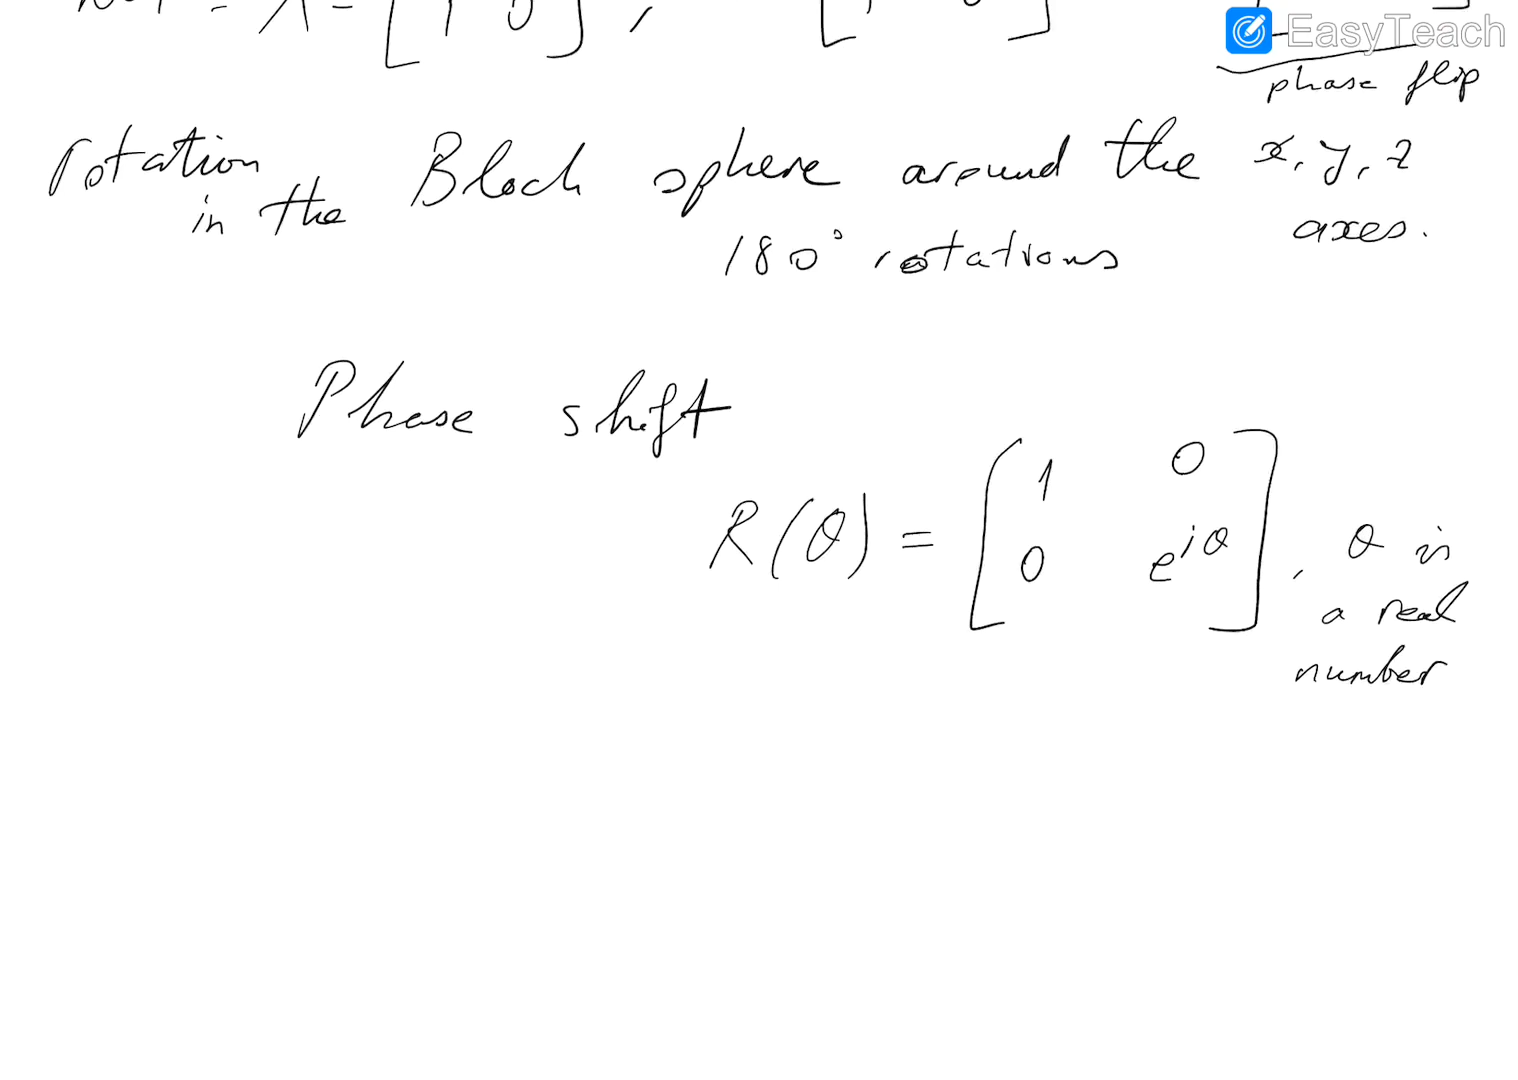 EasyTeach
phase flip
rotation in the Bloch sphere around the x, y, z axes.
180° rotations
Phase shift
R(θ) = [ 1 0
0 e^{iθ} ], θ is
a real
number